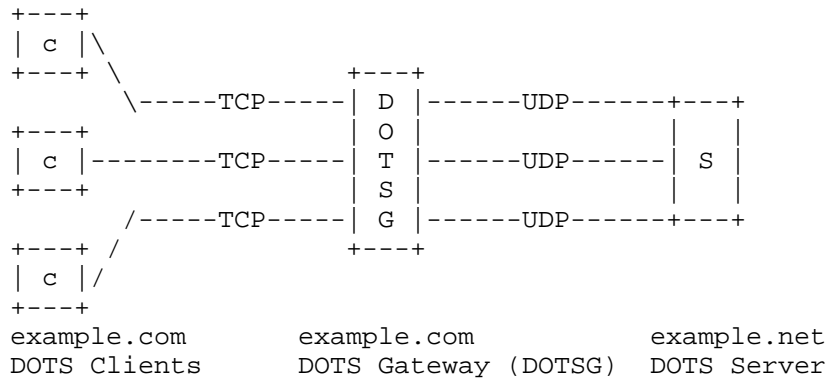 +---+
| c |\
+---+ \                +---+
       \-----TCP-----| D |------UDP------+---+
+---+                | O |               |   |
| c |--------TCP-----| T |------UDP------| S |
+---+                | S |               |   |
       /-----TCP-----| G |------UDP------+---+
+---+ /                +---+
| c |/
+---+
example.com example.com example.net
DOTS Clients DOTS Gateway (DOTSG) DOTS Server